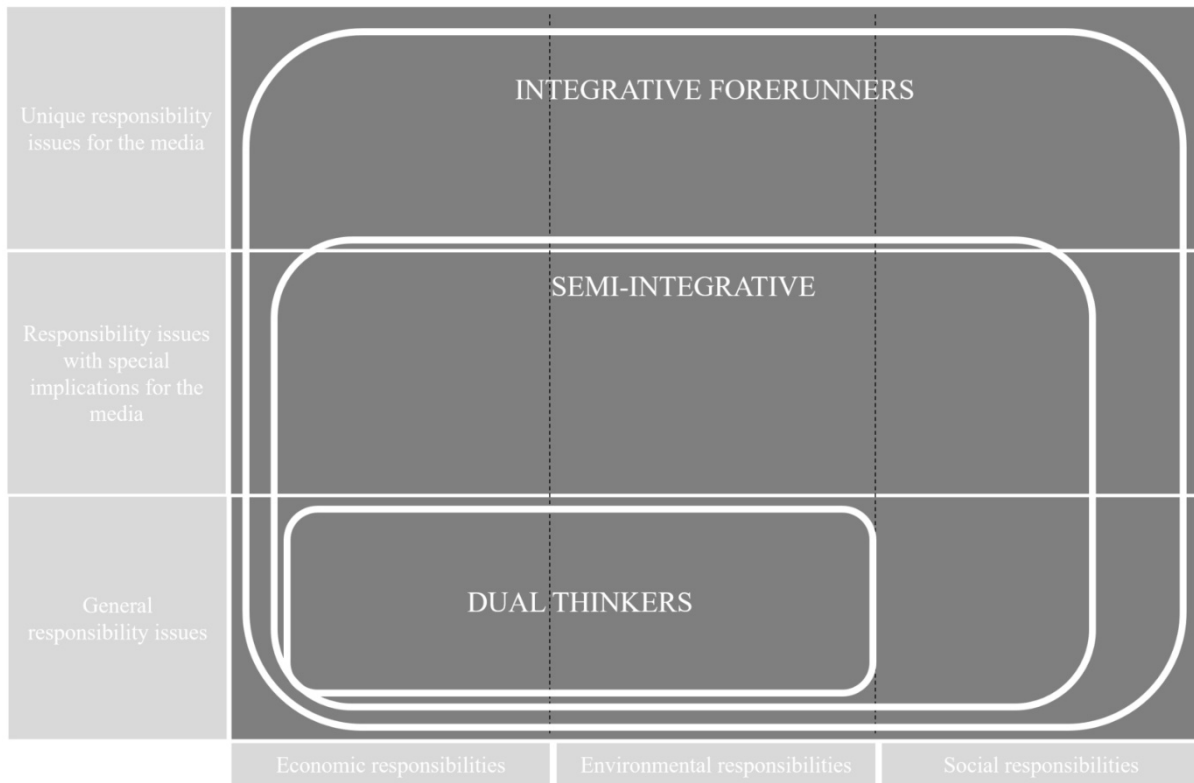 INTEGRATIVE FORERUNNERS
Unique responsibility
issues for the media
SEMI-INTEGRATIVE
Responsibility issues
with special
implications for the
media
DUAL THINKERS
General
responsibility issues
Economic responsibilities
Environmental responsibilities
Social responsibilities